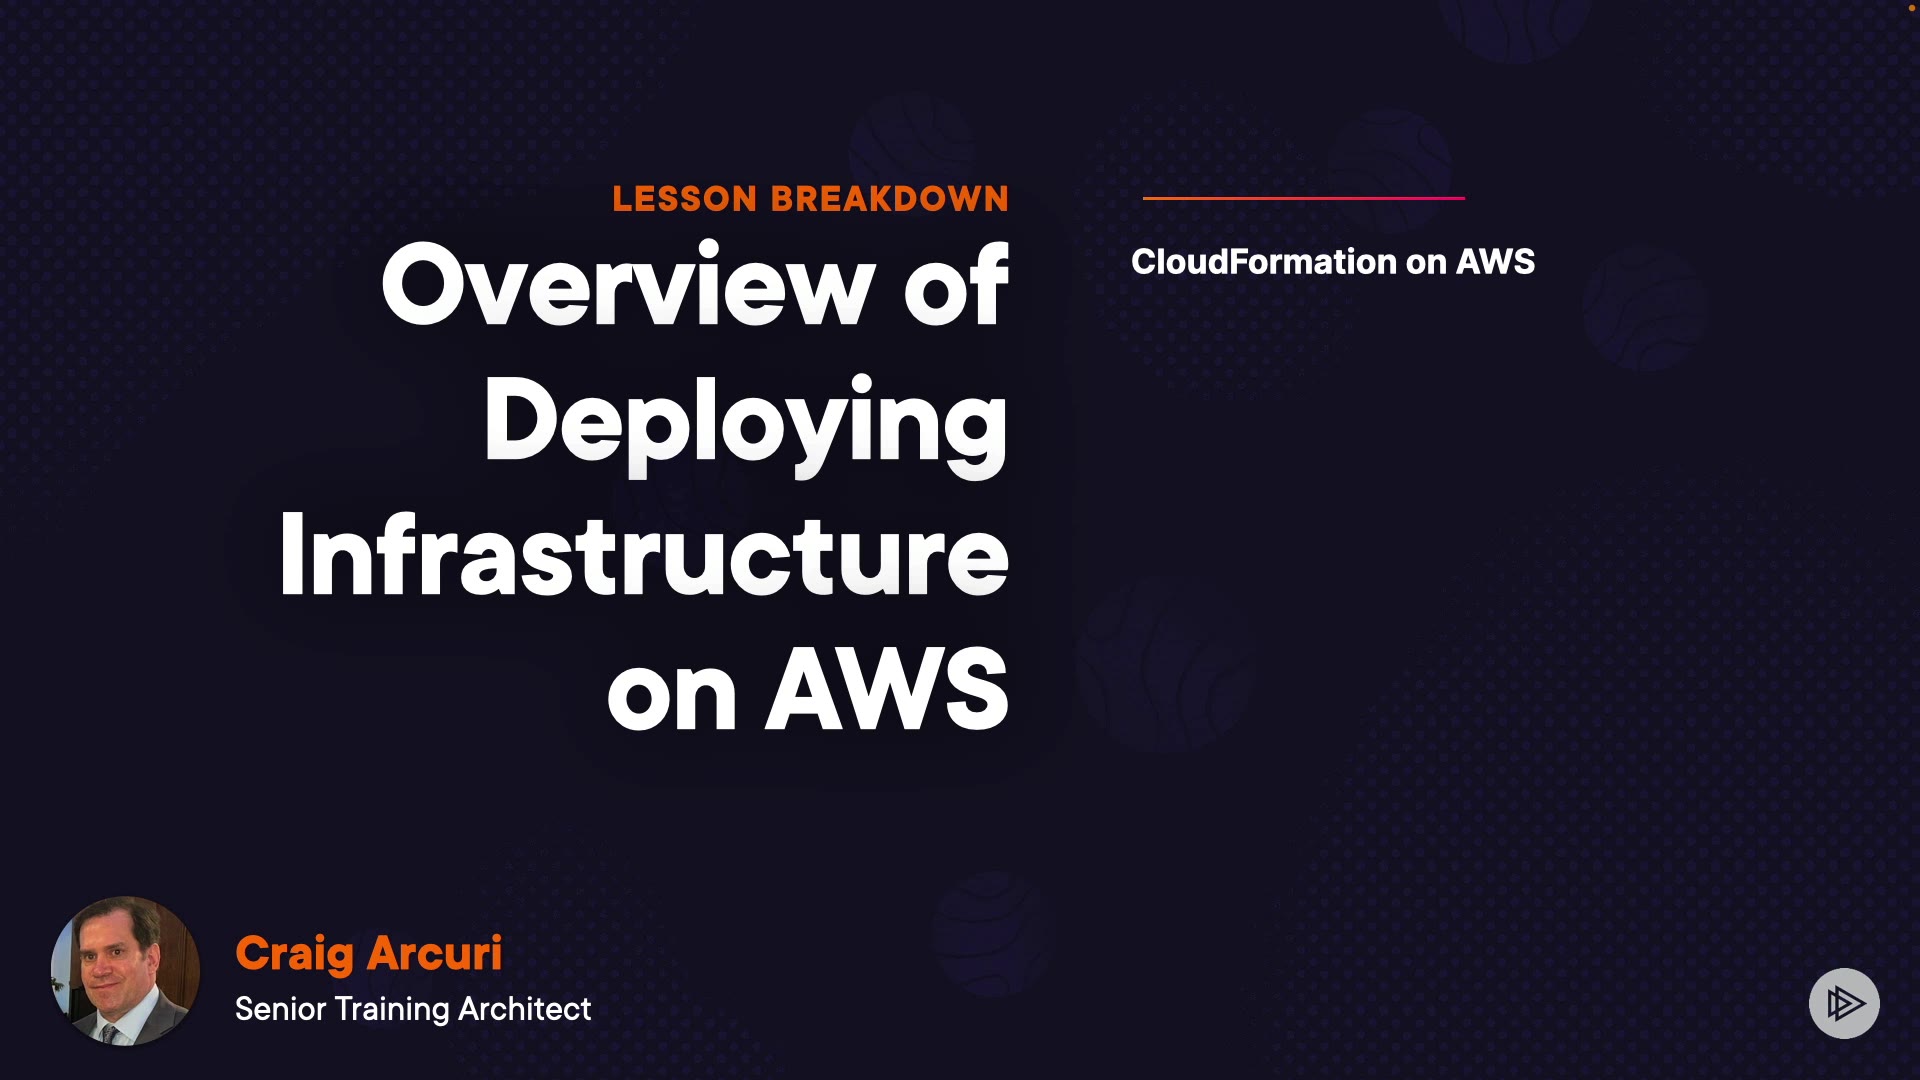 LESSON BREAKDOWN
Overview of
Deploying
Infrastructure
on AWS
CloudFormation on AWS
Craig Arcuri
Senior Training Architect